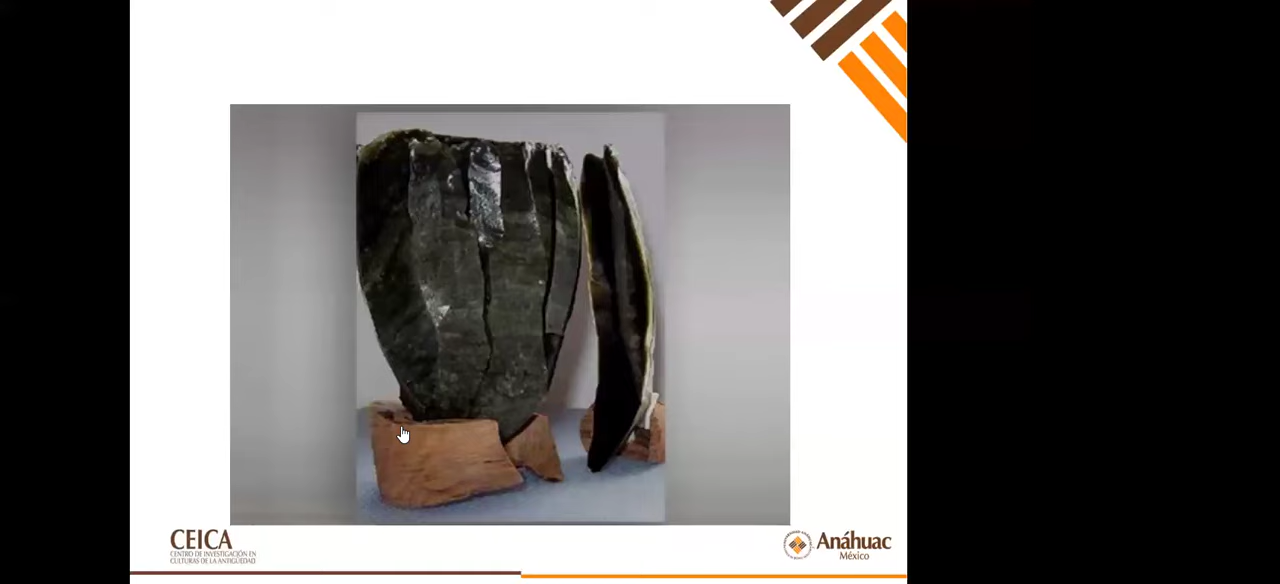 CEICA
CENTRO DE INVESTIGACIÓN EN
CULTURAS DE LA ANTIGÜEDAD
Anáhuac
México